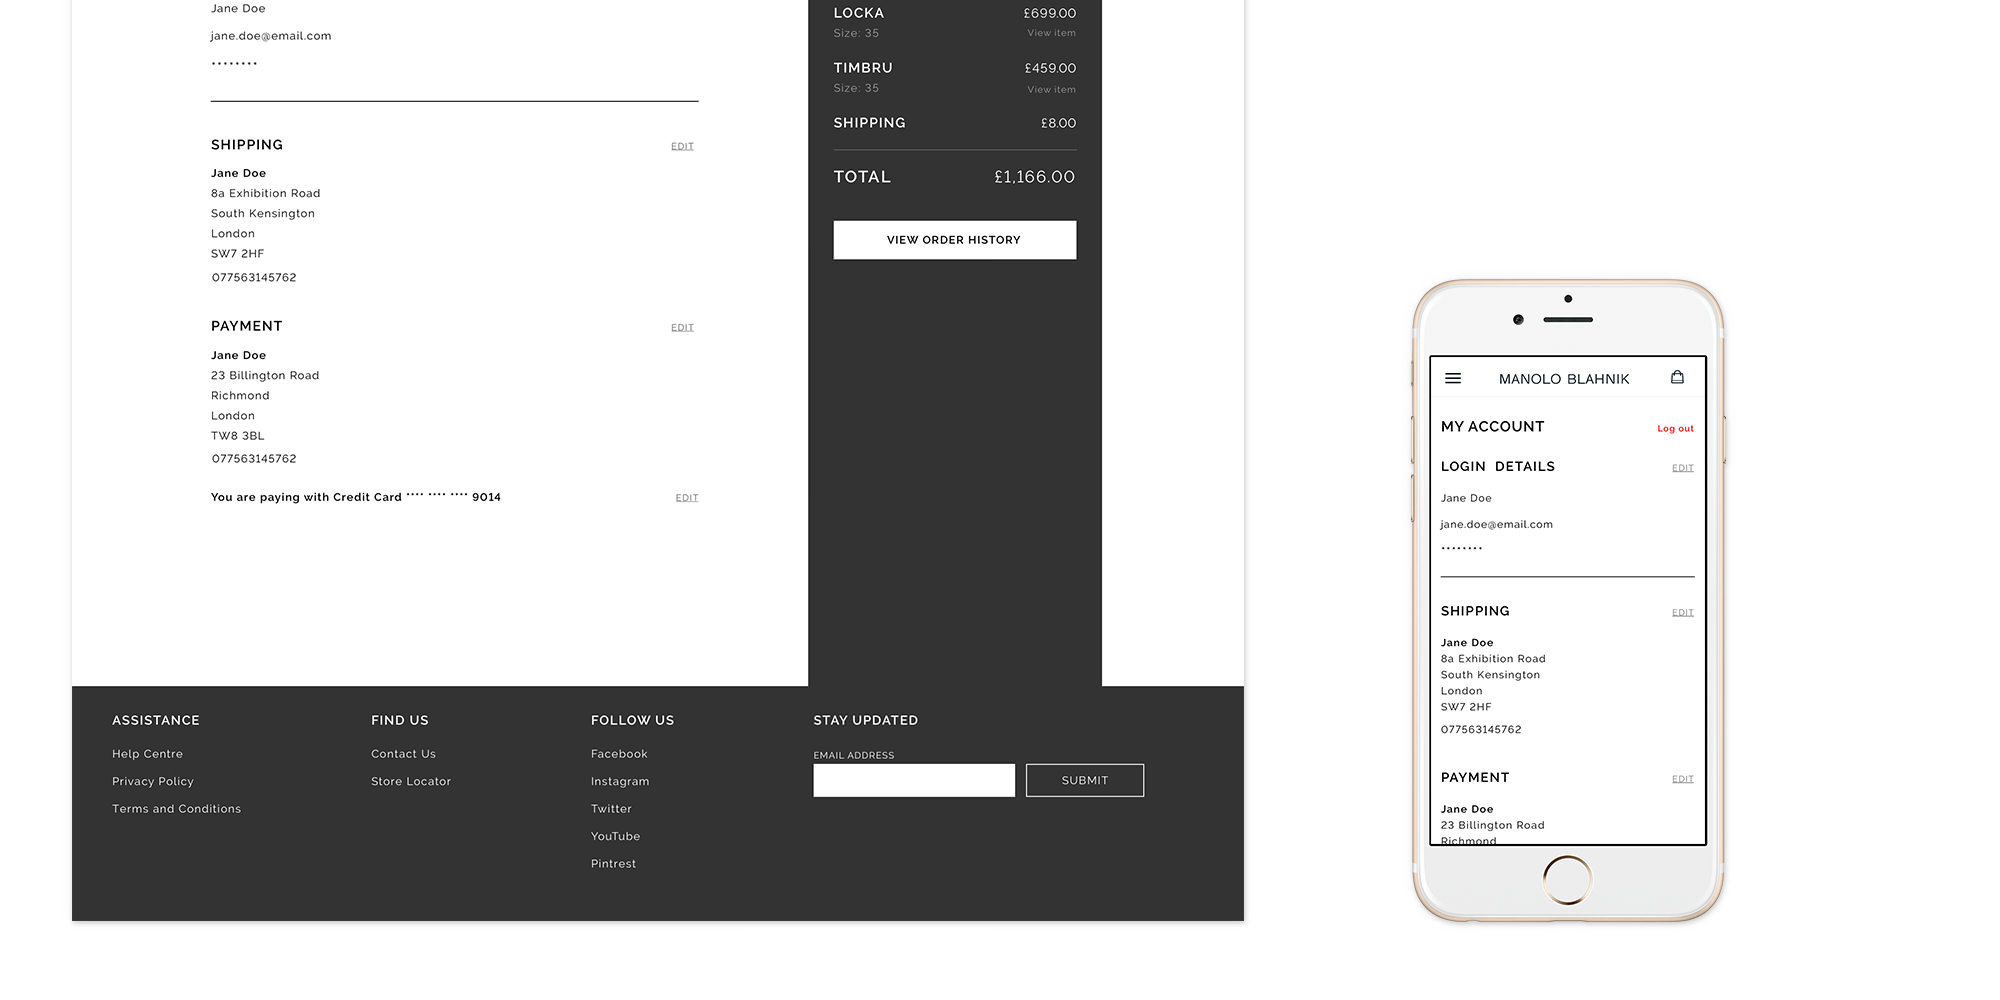 Jane Doe
jane.doe@email.com
••••••••
SHIPPING EDIT
Jane Doe
8a Exhibition Road
South Kensington
London
SW7 2HF
077563145762
PAYMENT EDIT
Jane Doe
23 Billington Road
Richmond
London
TW8 3BL
077563145762
You are paying with Credit Card •••• •••• •••• 9014 EDIT
LOCKA £699.00
Size: 35 View item
TIMBRU £459.00
Size: 35 View item
SHIPPING £8.00
TOTAL £1,166.00
VIEW ORDER HISTORY
ASSISTANCE
Help Centre
Privacy Policy
Terms and Conditions
FIND US
Contact Us
Store Locator
FOLLOW US
Facebook
Instagram
Twitter
YouTube
Pintrest
STAY UPDATED
EMAIL ADDRESS
SUBMIT
MANOLO BLAHNIK
MY ACCOUNT Log out
LOGIN DETAILS EDIT
Jane Doe
jane.doe@email.com
••••••••
SHIPPING EDIT
Jane Doe
8a Exhibition Road
South Kensington
London
SW7 2HF
077563145762
PAYMENT EDIT
Jane Doe
23 Billington Road
Richmond